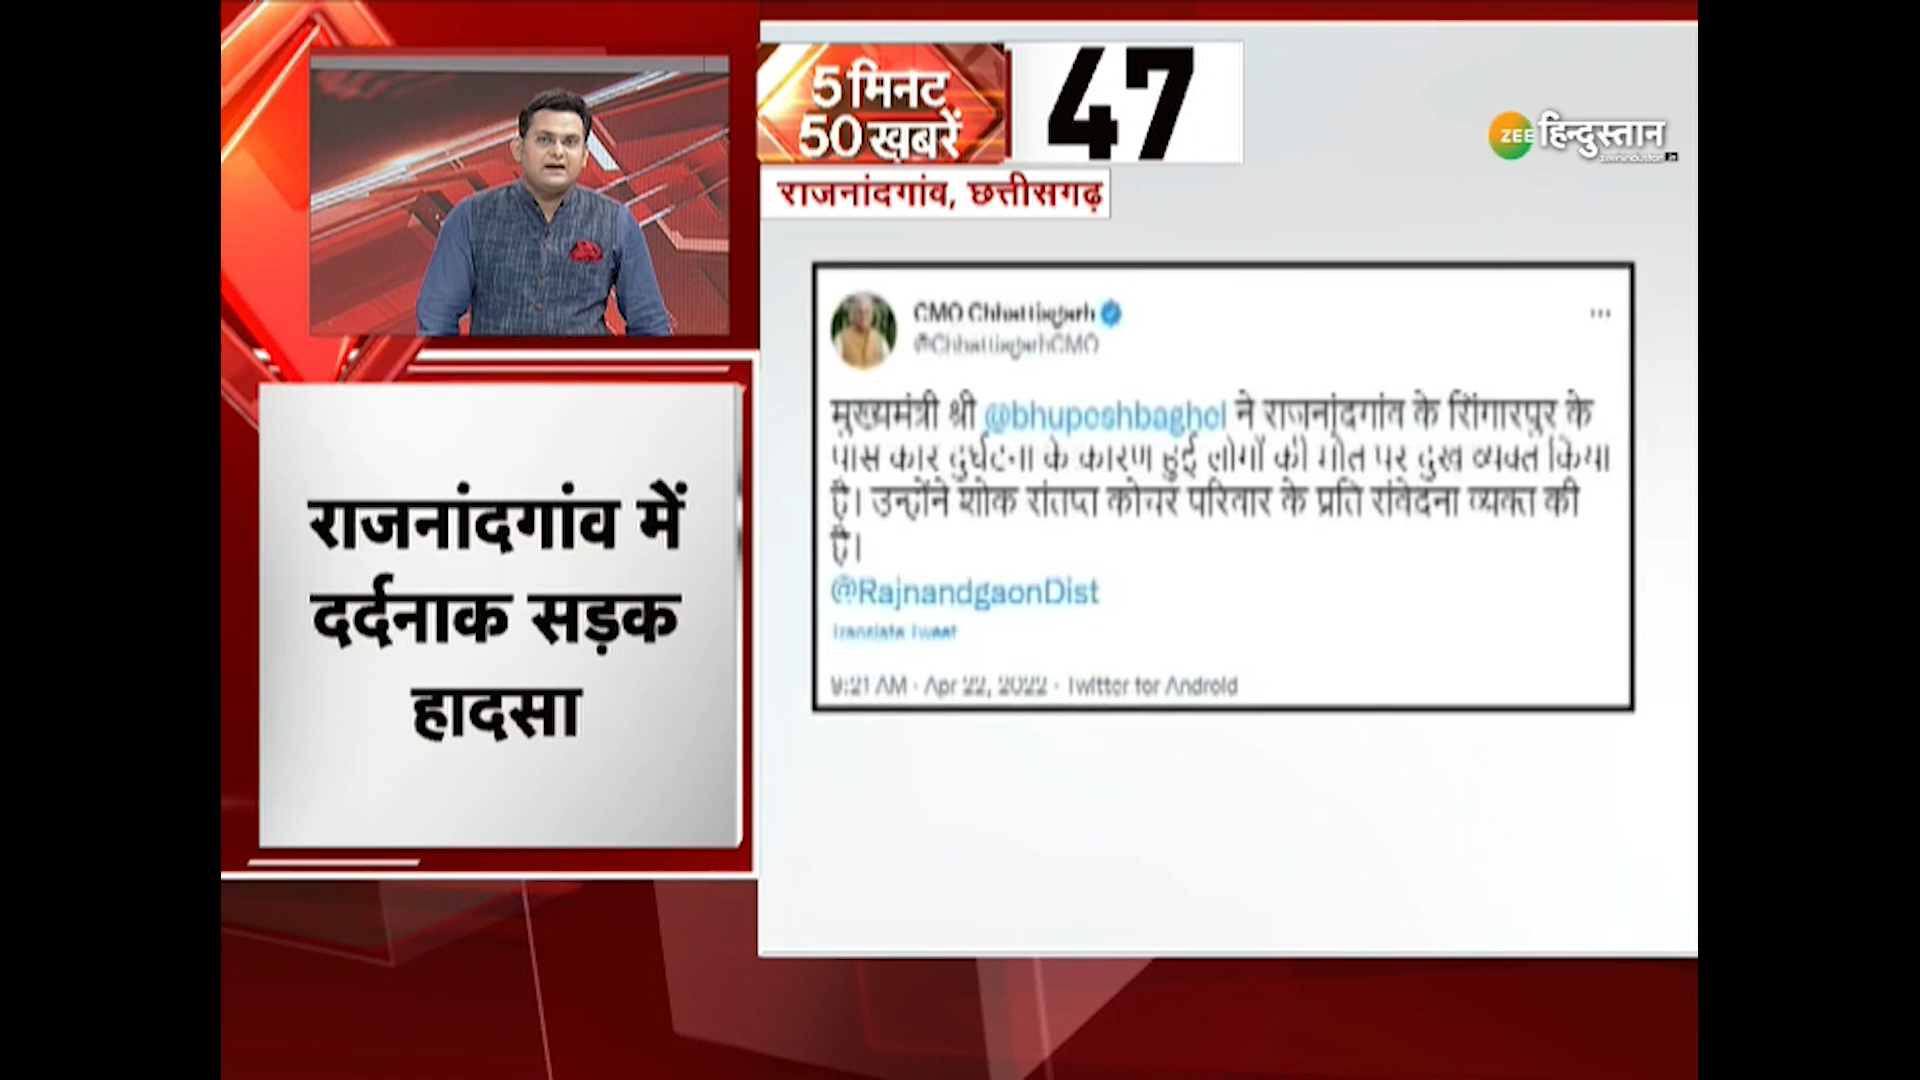 5 मिनट
50 खबरें
47
राजनांदगांव, छत्तीसगढ़
ZEE हिन्दुस्तान
CMO Chhattisgarh
@ChhattisgarhCMO
मुख्यमंत्री श्री @bhupeshbaghel ने राजनांदगांव के सिंगारपुर के
पास कार दुर्घटना के कारण हुई लोगों की मौत पर दुख व्यक्त किया
है। उन्होंने शोक संतप्त कोचर परिवार के प्रति संवेदना व्यक्त की
है।
@RajnandgaonDist
Translate Tweet
9:21 AM · Apr 22, 2022 · Twitter for Android
राजनांदगांव में
दर्दनाक सड़क
हादसा